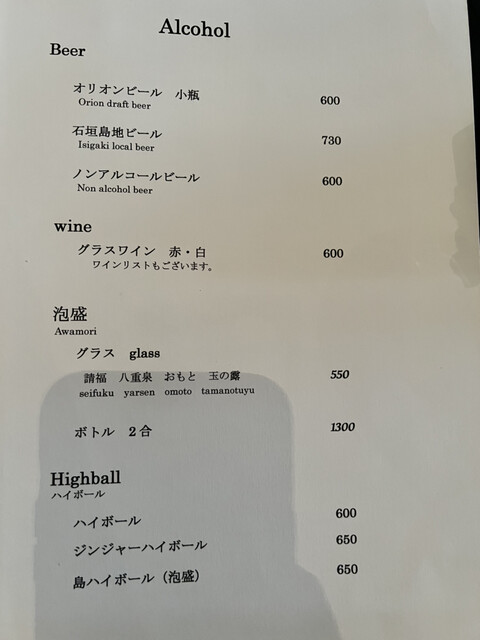 Alcohol
Beer
オリオンビール　小瓶　600
Orion draft beer
石垣島地ビール　730
Isigaki local beer
ノンアルコールビール　600
Non alcohol beer
wine
グラスワイン　赤・白　600
ワインリストもございます。
泡盛
Awamori
グラス　glass
請福　八重泉　おもと　玉の露　550
seifuku　yarsen　omoto　tamanotuyu
ボトル　２合　1300
Highball
ハイボール
ハイボール　600
ジンジャーハイボール　650
島ハイボール（泡盛）　650